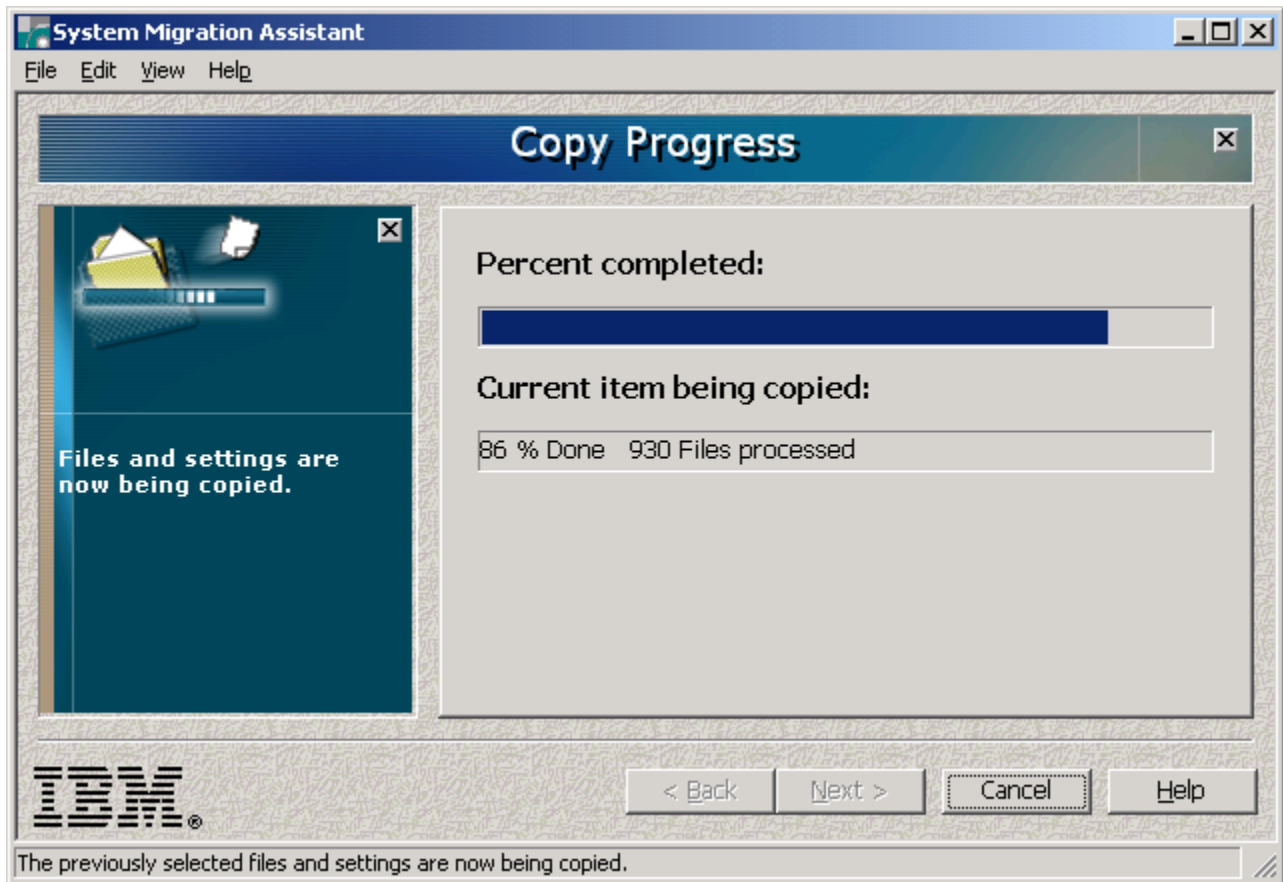 System Migration Assistant
File Edit View Help
Copy Progress
Files and settings are
now being copied.
Percent completed:
Current item being copied:
86 % Done 930 Files processed
IBM®
< Back Next > Cancel Help
The previously selected files and settings are now being copied.